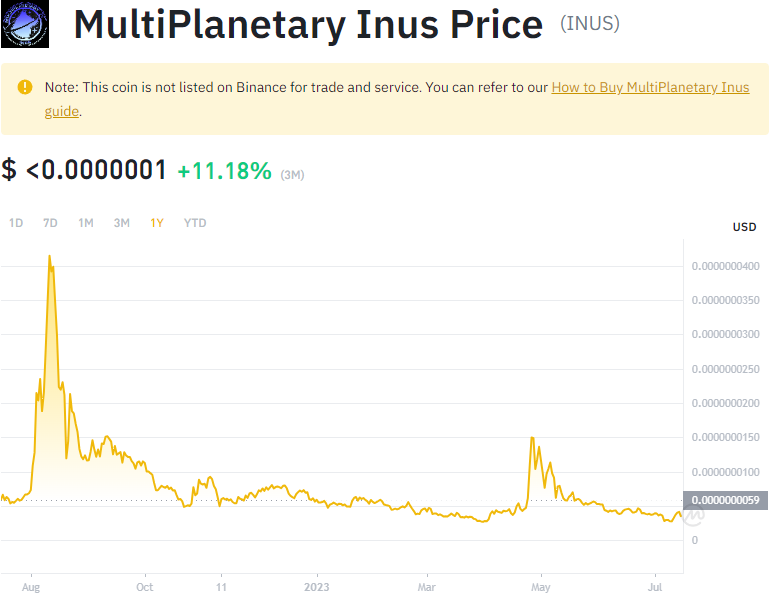 MultiPlanetary Inus Price (INUS)
Note: This coin is not listed on Binance for trade and service. You can refer to our How to Buy MultiPlanetary Inus
guide.
$ <0.0000001 +11.18% (3M)
1D 7D 1M 3M 1Y YTD
USD
0.0000000400
0.0000000350
0.0000000300
0.0000000250
0.0000000200
0.0000000150
0.0000000100
0.0000000059
0
Aug Oct 11 2023 Mar May Jul